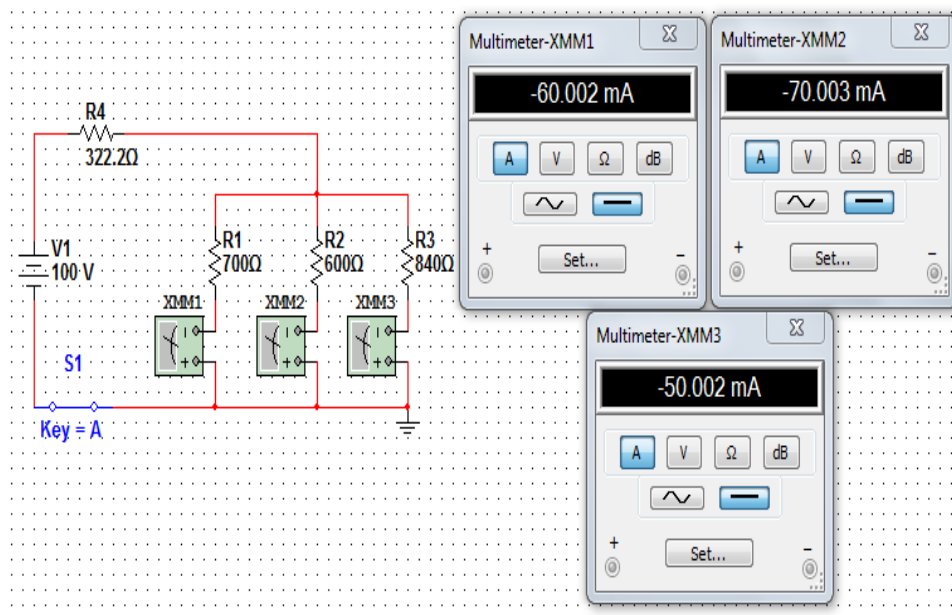 R4
322.2Ω
V1
100 V
R1
700Ω
R2
600Ω
R3
840Ω
XMM1
XMM2
XMM3
S1
Key = A
Multimeter-XMM1
X
-60.002 mA
A V Ω dB
+ Set... -
Multimeter-XMM2
X
-70.003 mA
A V Ω dB
+ Set... -
Multimeter-XMM3
X
-50.002 mA
A V Ω dB
+ Set... -